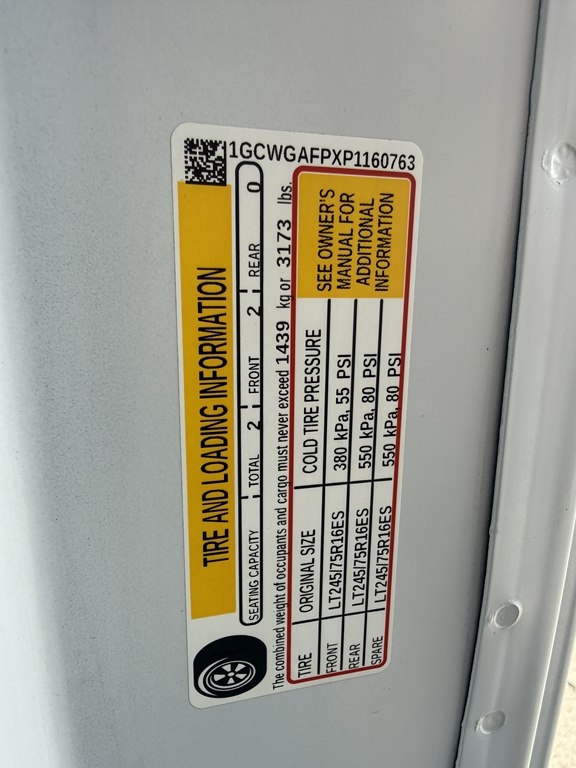 1GCWGAFPXP1160763
TIRE AND LOADING INFORMATION
SEATING CAPACITY TOTAL 2 FRONT 2 REAR 0
The combined weight of occupants and cargo must never exceed 1439 kg or 3173 lbs.
TIRE ORIGINAL SIZE COLD TIRE PRESSURE
FRONT LT245/75R16ES 380 kPa, 55 PSI
REAR LT245/75R16ES 550 kPa, 80 PSI
SPARE LT245/75R16ES 550 kPa, 80 PSI
SEE OWNER'S
MANUAL FOR
ADDITIONAL
INFORMATION